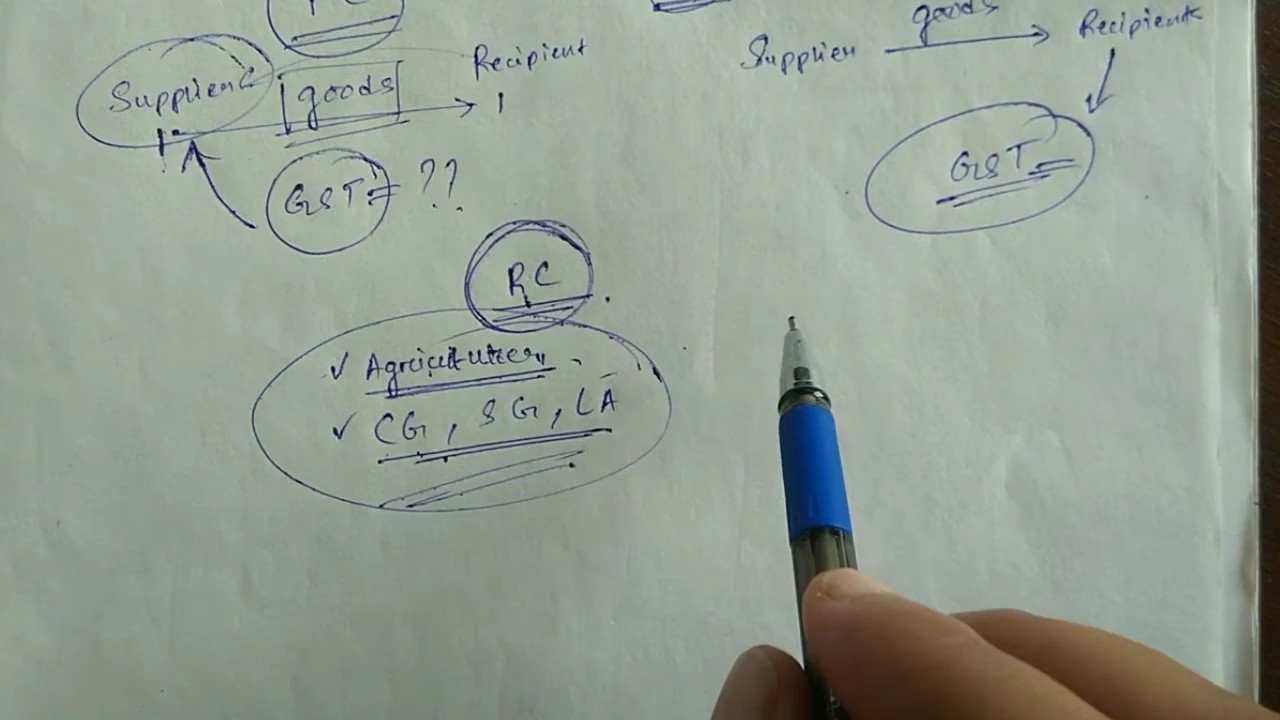 goods
Supplier Recipient
Recipient
Supplier goods
GST = ??
GST =
RC
✓ Agriculturer
✓ CG, SG, LA